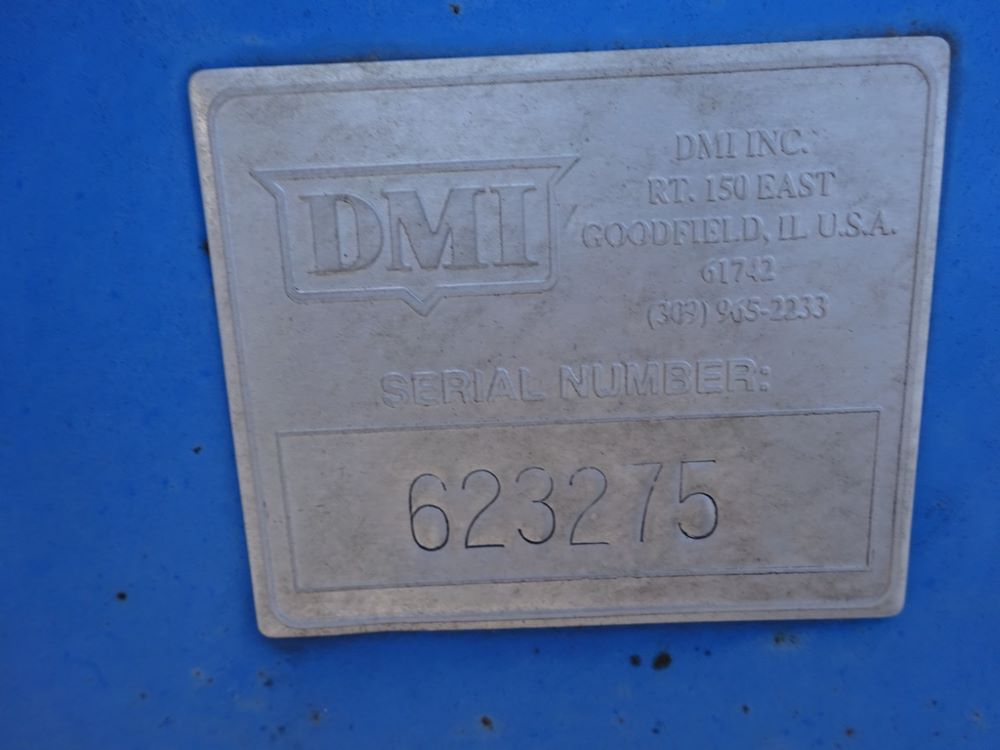 DMI
DMI INC.
RT. 150 EAST
GOODFIELD, IL U.S.A.
61742
(309) 965-2233
SERIAL NUMBER:
623275